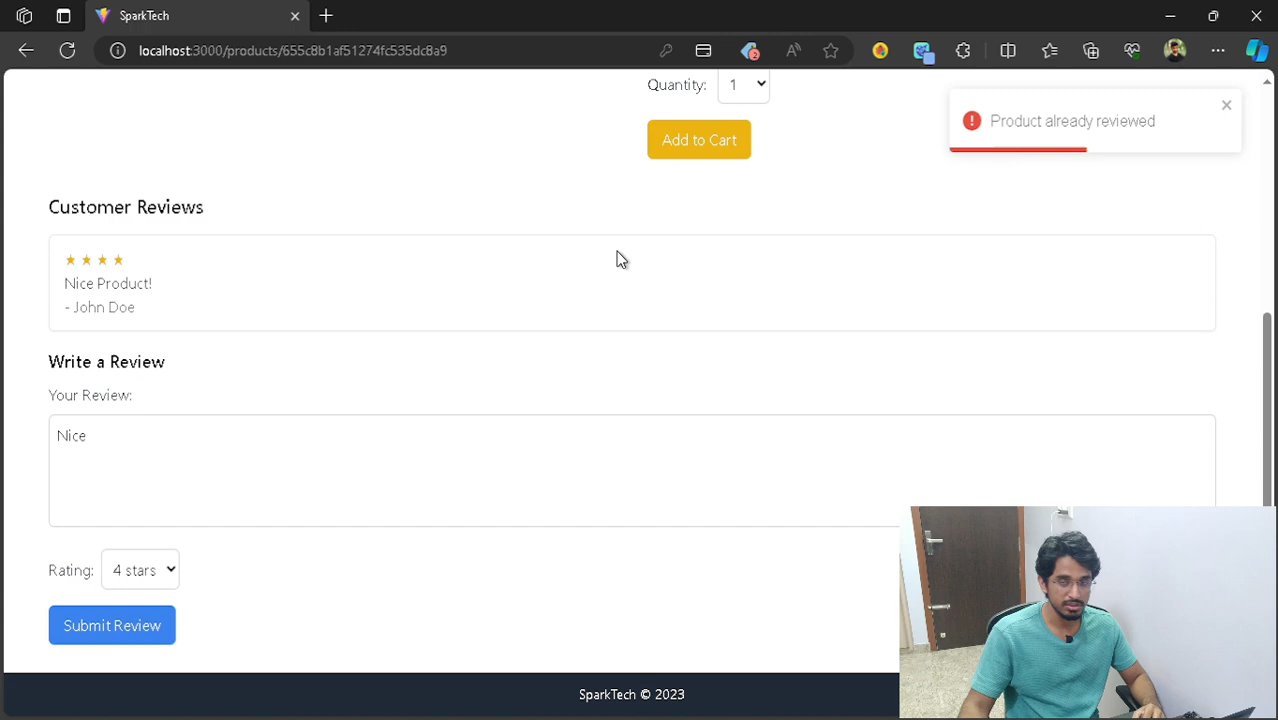 SparkTech
localhost:3000/products/655c8b1af51274fc535dc8a9
2
Quantity: 1
Product already reviewed
Add to Cart
Customer Reviews
★ ★ ★ ★
Nice Product!
- John Doe
Write a Review
Your Review:
Nice
Rating: 4 stars
Submit Review
SparkTech © 2023